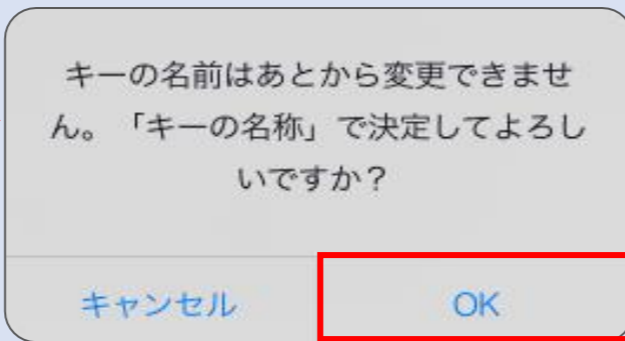 キーの名前はあとから変更できませ
ん。「キーの名称」で決定してよろし
いですか？
キャンセル
OK